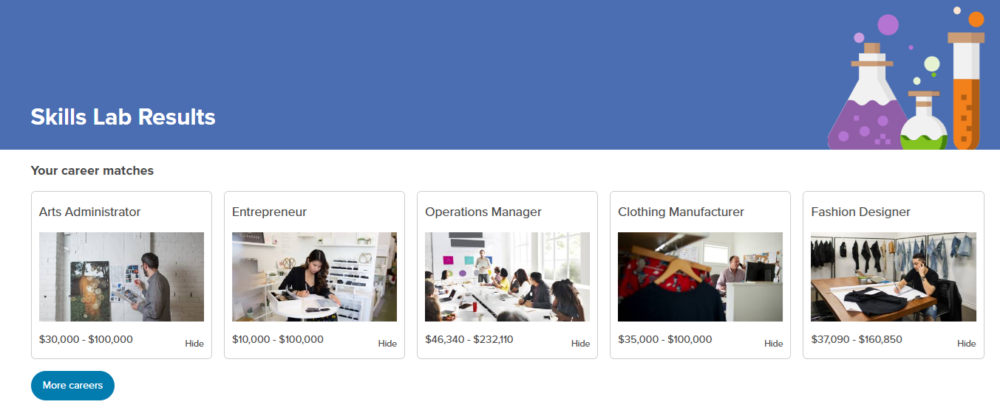 Skills Lab Results
Your career matches
Arts Administrator
$30,000 - $100,000
Hide
Entrepreneur
$10,000 - $100,000
Hide
Operations Manager
$46,340 - $232,110
Hide
Clothing Manufacturer
$35,000 - $100,000
Hide
Fashion Designer
$37,090 - $160,850
Hide
More careers